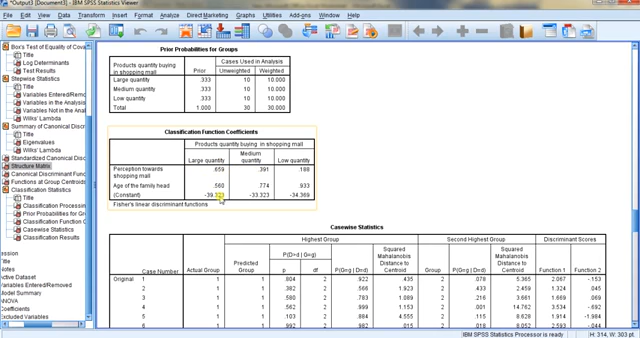 *Output3 [Document3] - IBM SPSS Statistics Viewer
File Edit View Data Transform Insert Format Analyze Direct Marketing Graphs Utilities Add-ons Window Help
Box's Test of Equality of Covar
Title
Log Determinants
Test Results
Stepwise Statistics
Title
Variables Entered/Remo
Variables in the Analysis
Variables Not in the Anal
Wilks' Lambda
Summary of Canonical Discri
Title
Eigenvalues
Wilks' Lambda
Standardized Canonical Disc
Structure Matrix
Canonical Discriminant Func
Functions at Group Centroids
Classification Statistics
Title
Classification Processin
Prior Probabilities for Gr
Classification Function C
Casewise Statistics
Classification Results
ession
Title
Notes
Active Dataset
Variables Entered/Removed
Model Summary
ANOVA
Coefficients
Excluded Variables
Prior Probabilities for Groups
Products quantity buying in shopping mall Prior Cases Used in Analysis
Unweighted Weighted
Large quantity .333 10 10.000
Medium quantity .333 10 10.000
Low quantity .333 10 10.000
Total 1.000 30 30.000
Classification Function Coefficients
Products quantity buying in shopping mall
Large quantity Medium quantity Low quantity
Perception towards shopping mall .659 .391 .188
Age of the family head .560 .774 .933
(Constant) -39.323 -33.323 -34.369
Fisher's linear discriminant functions
Casewise Statistics
Highest Group Second Highest Group Discriminant Scores
P(D>d | G=g)
Case Number Actual Group Predicted Group p df P(G=g | D=d) Squared Mahalanobis Distance to Centroid Group P(G=g | D=d) Squared Mahalanobis Distance to Centroid Function 1 Function 2
Original 1 1 1 .804 2 .922 .435 2 .078 5.365 2.067 -.153
2 1 1 .382 2 .566 1.923 2 .433 2.459 1.324 .045
3 1 1 .580 2 .783 1.089 2 .216 3.661 1.669 .069
4 1 1 .562 2 .999 1.153 2 .001 14.762 3.534 -.692
5 1 1 .103 2 .884 4.555 2 .115 8.628 1.914 -1.984
6 1 1 .992 2 .982 .015 2 .018 8.052 2.593 -.044
IBM SPSS Statistics Processor is ready H: 314, W: 303 pt.